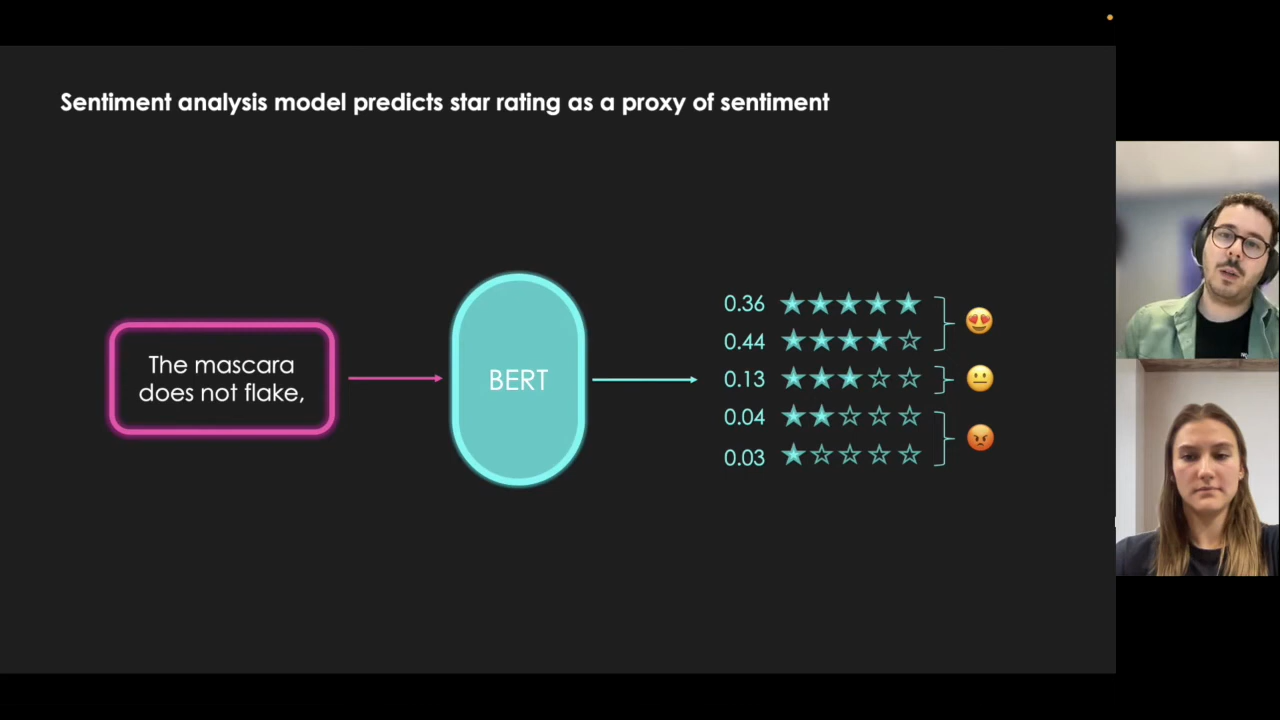 Sentiment analysis model predicts star rating as a proxy of sentiment
The mascara
does not flake,
BERT
0.36
0.44
0.13
0.04
0.03